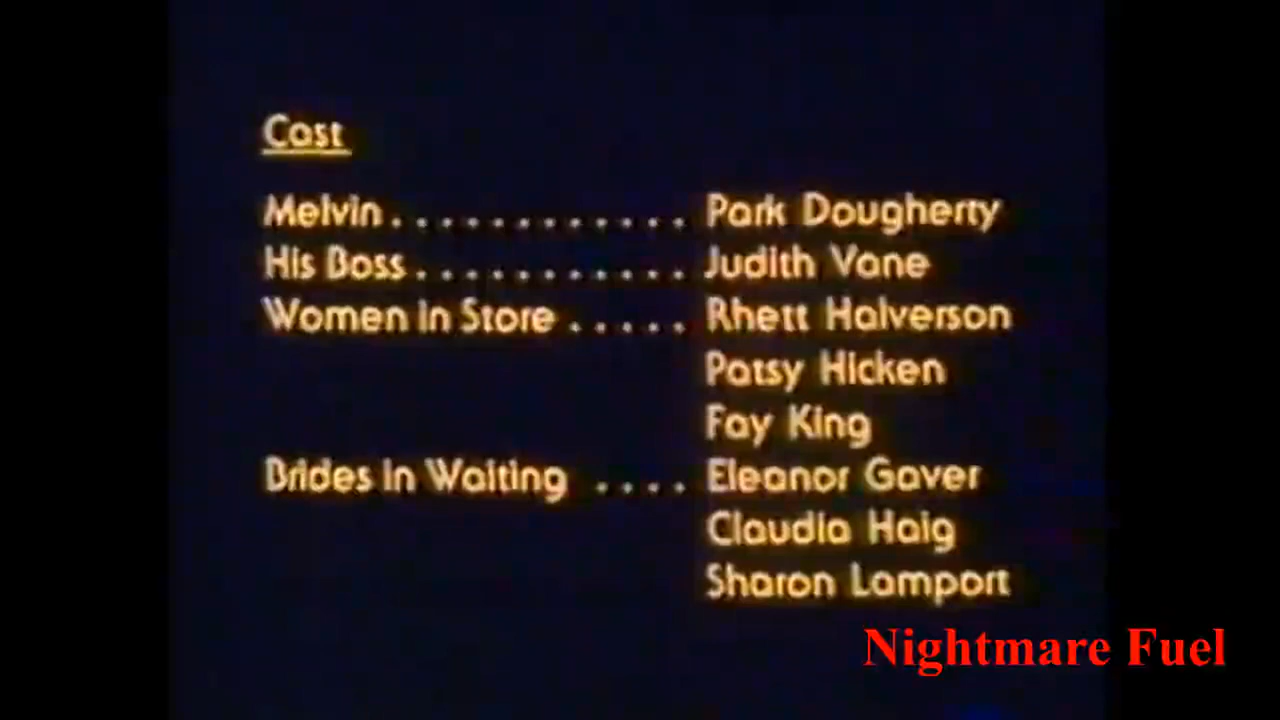 Cast
Melvin............ Park Dougherty
His Boss........... Judith Vane
Women in Store..... Rhett Halverson
Patsy Hicken
Fay King
Brides in Waiting .... Eleanor Gaver
Claudia Haig
Sharon Lamport
Nightmare Fuel